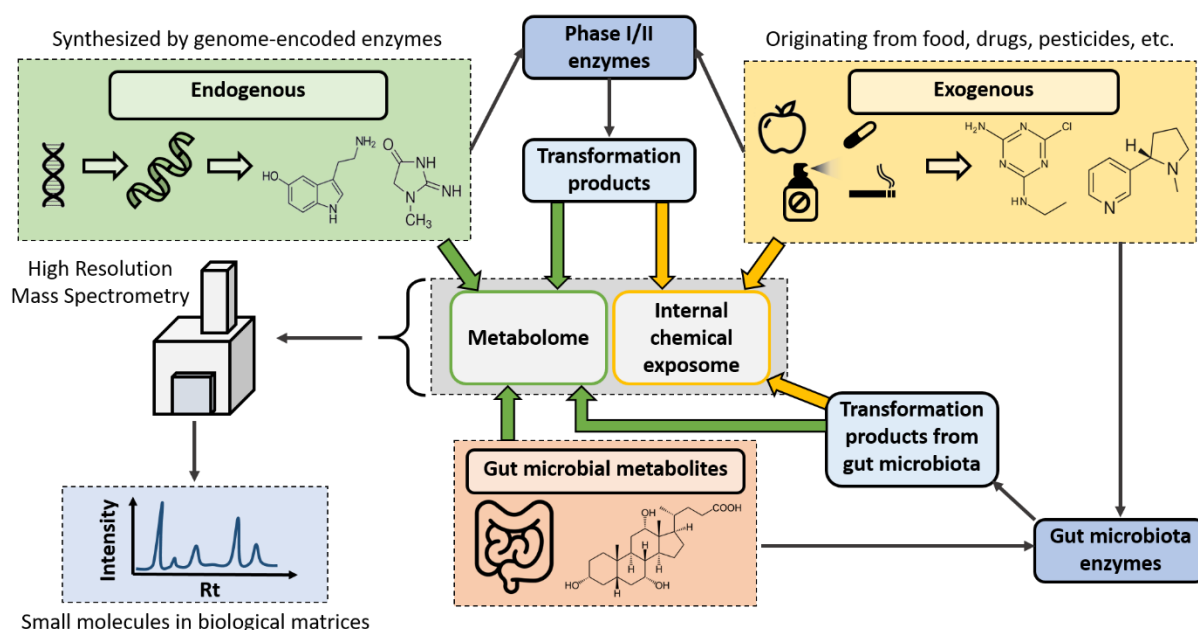 Synthesized by genome-encoded enzymes
Endogenous
NH₂
HO
N
H
O
NH
NH
N
CH₃
Phase I/II
enzymes
Transformation
products
Originating from food, drugs, pesticides, etc.
Exogenous
H₂N
N
Cl
N
N
HN
H
N
N
High Resolution
Mass Spectrometry
Metabolome
Internal
chemical
exposome
Transformation
products from
gut microbiota
Gut microbial metabolites
OH
COOH
H
H
H
H
HO
OH
H
Gut microbiota
enzymes
Intensity
Rt
Small molecules in biological matrices